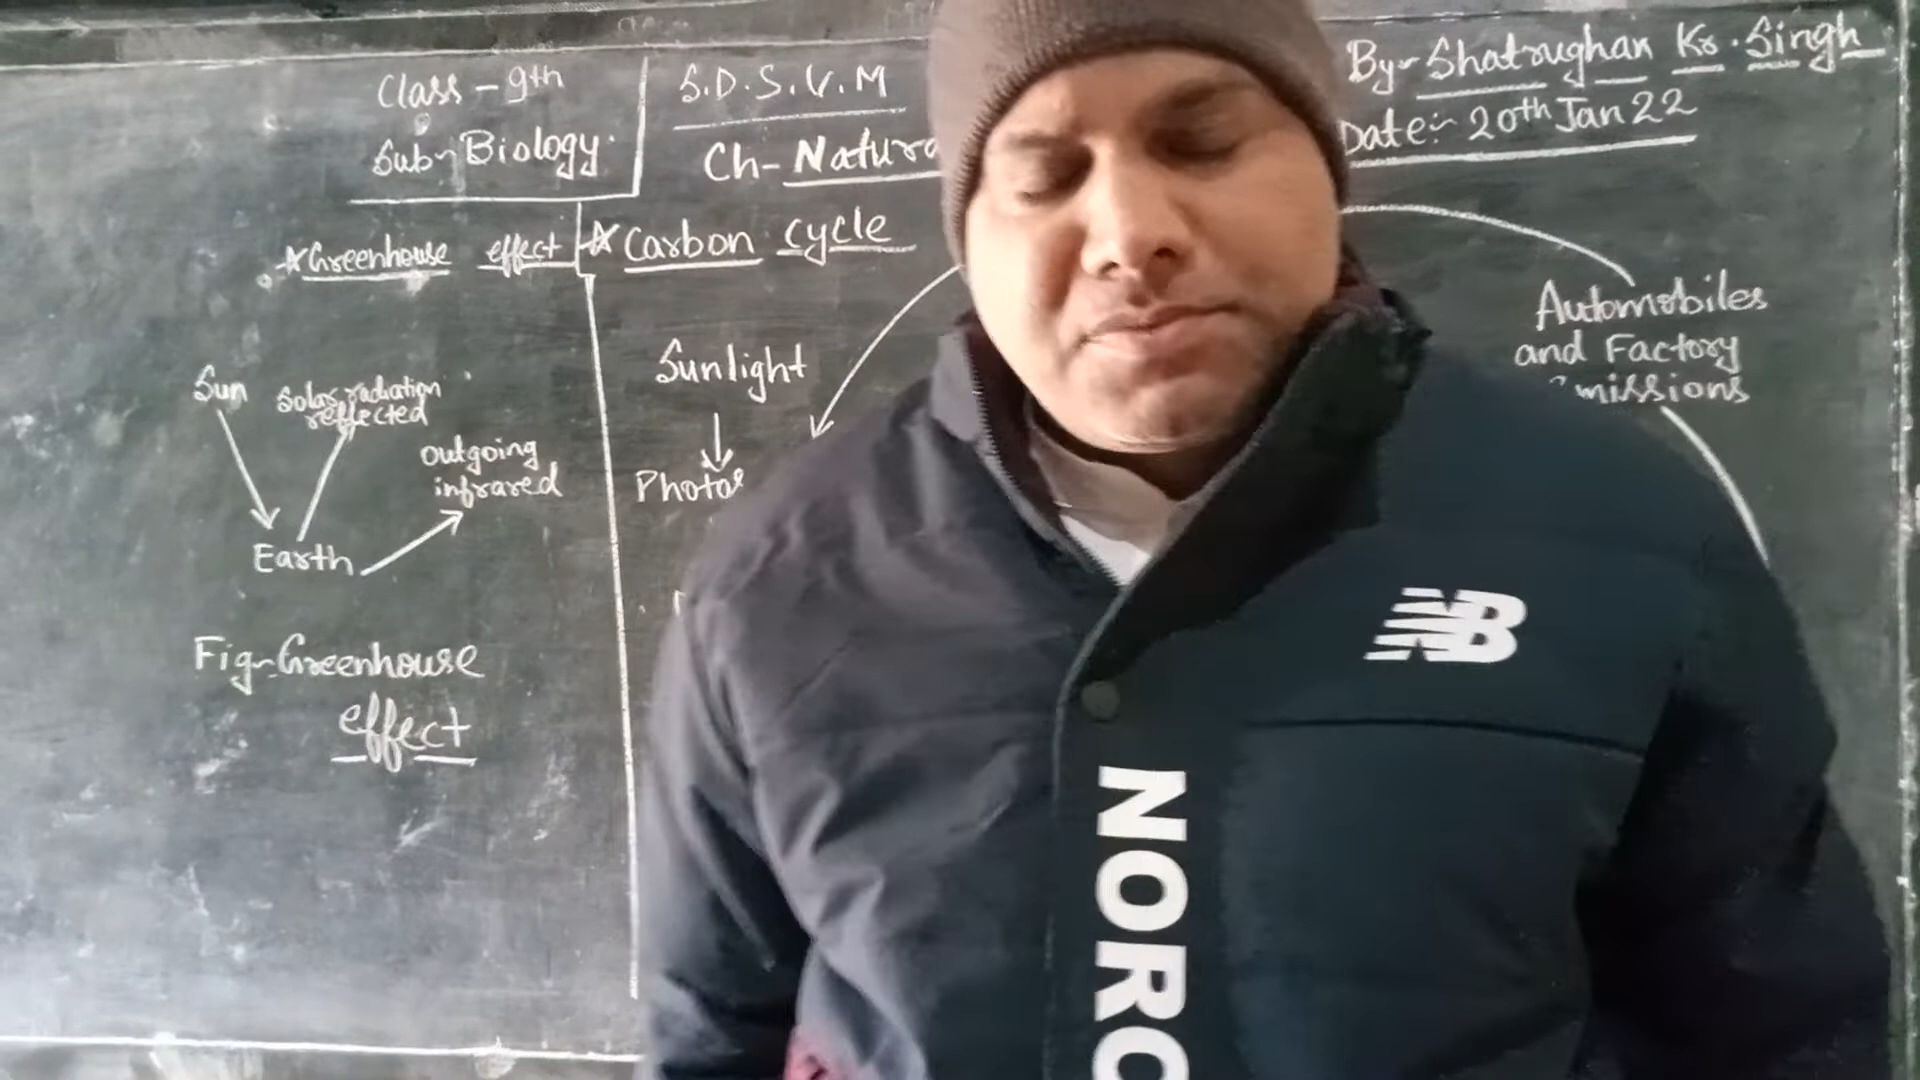 Class - 9th
Sub - Biology
S.D.S.V.M
Ch - Natura
By - Shatrughan Kr. Singh
Date:- 20th Jan 22
*Greenhouse effect
*Carbon cycle
Sun
Solar radiation
reflected
outgoing
infrared
Earth
Fig - Greenhouse
effect
Sunlight
Photos
Automobiles
and Factory
missions
NB
NORC